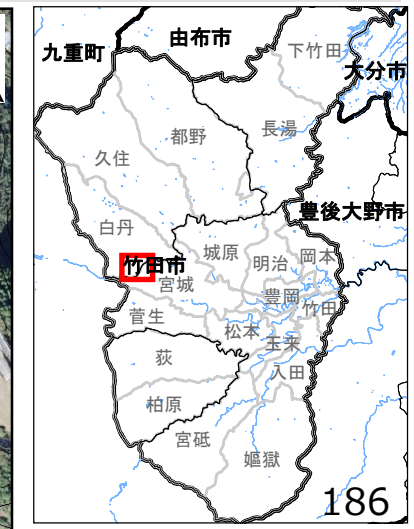 九重町
由布市
下竹田
大分市
都野
長湯
久住
豊後大野市
白丹
城原
明治
岡本
竹田市
宮城
豊岡
竹田
菅生
松本
玉来
荻
入田
柏原
宮砥
嫗獄
186